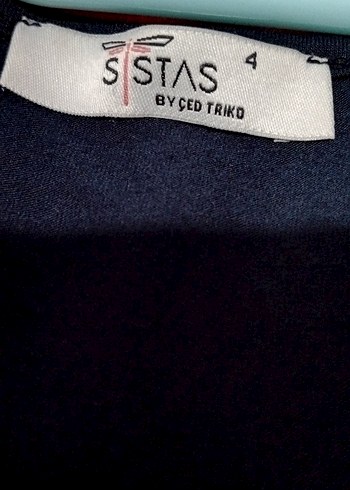 SISTAS
4
BY ÇED TRIKO